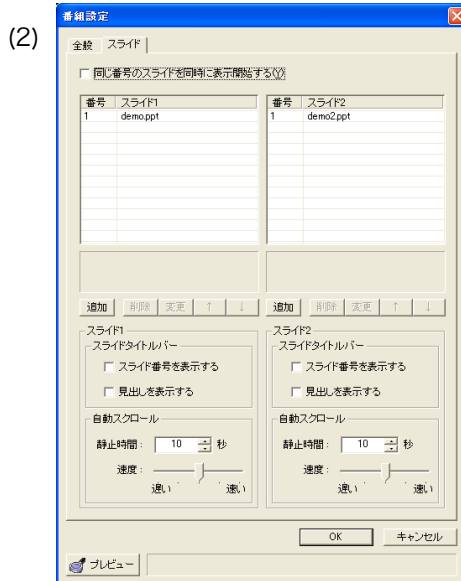 (2)
番組設定
全般 スライド
同じ番号のスライドを同時に表示開始する(Y)
番号 スライド1 番号 スライド2
1 demo.ppt 1 demo2.ppt
追加 削除 変更 ↑ ↓ 追加 削除 変更 ↑ ↓
スライド1 スライド2
スライドタイトルバー スライドタイトルバー
スライド番号を表示する スライド番号を表示する
見出しを表示する 見出しを表示する
自動スクロール 自動スクロール
静止時間: 10 秒 静止時間: 10 秒
速度: 速度:
遅い 速い 遅い 速い
OK キャンセル
プレビュー